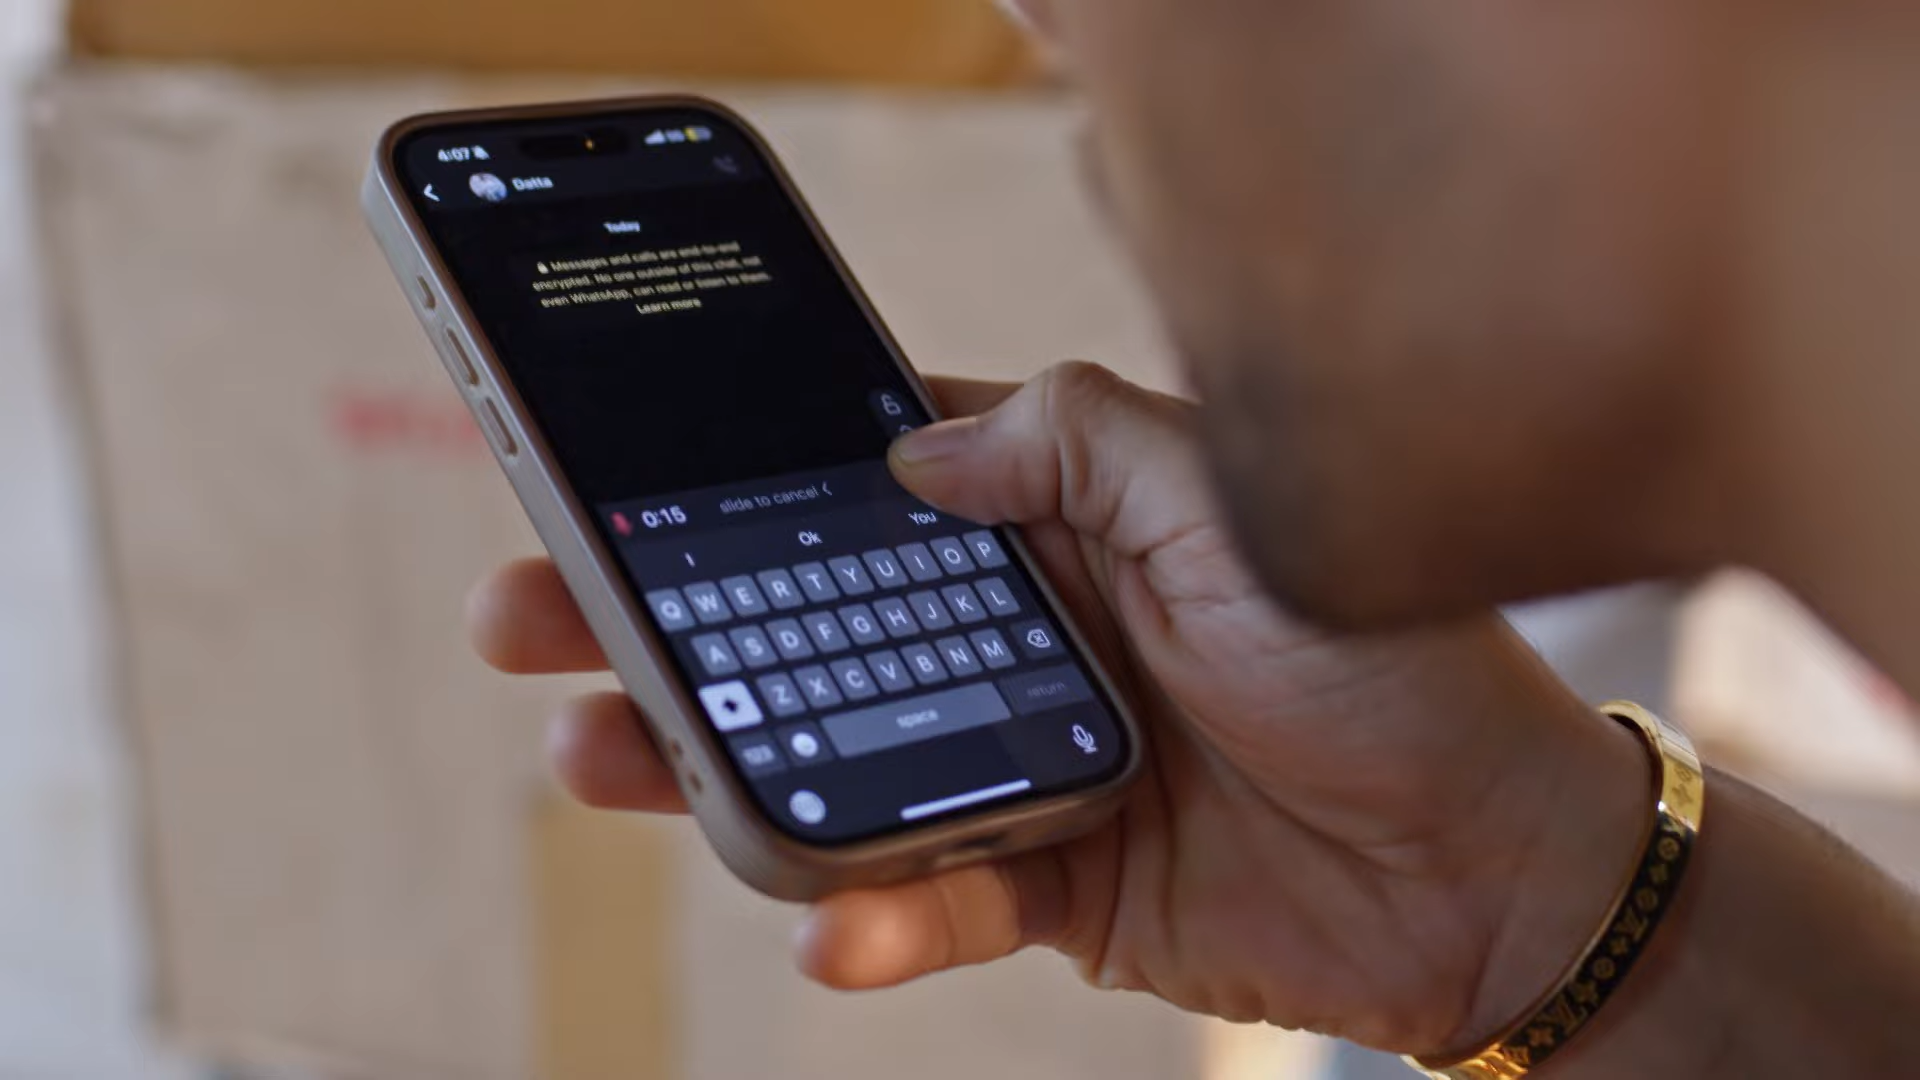 4:07
Datta
Today
Messages and calls are end-to-end
encrypted. No one outside of this chat, not
even WhatsApp, can read or listen to them.
Learn more
0:15 slide to cancel <
I Ok You
Q W E R T Y U I O P
A S D F G H J K L
Z X C V B N M
123 space return